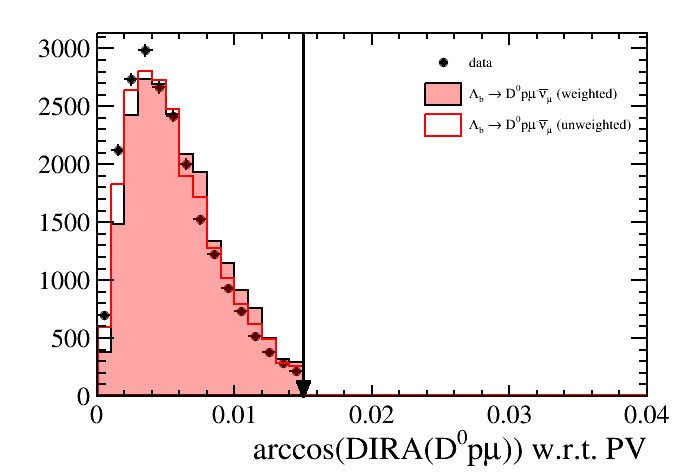 3000
2500
2000
1500
1000
500
0
data
Λb → D⁰pμ ν̅μ (weighted)
Λb → D⁰pμ ν̅μ (unweighted)
0 0.01 0.02 0.03 0.04
arccos(DIRA(D⁰pμ)) w.r.t. PV